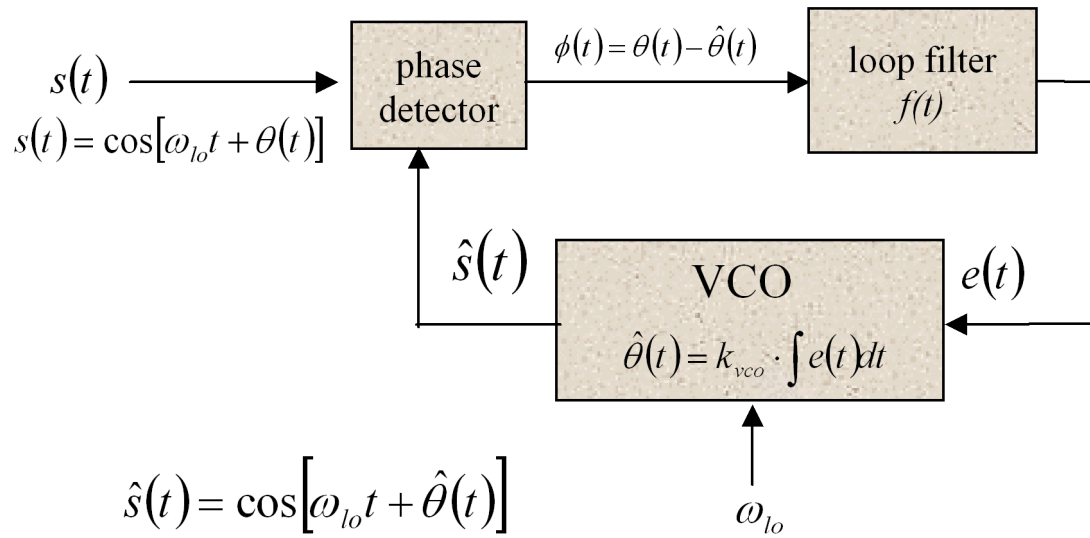 s(t)
s(t) = cos[ω_lo t + θ(t)]
phase
detector
ϕ(t) = θ(t) − θ̂(t)
loop filter
f(t)
ŝ(t)
VCO
θ̂(t) = k_vco · ∫ e(t)dt
e(t)
ŝ(t) = cos[ω_lo t + θ̂(t)]
ω_lo